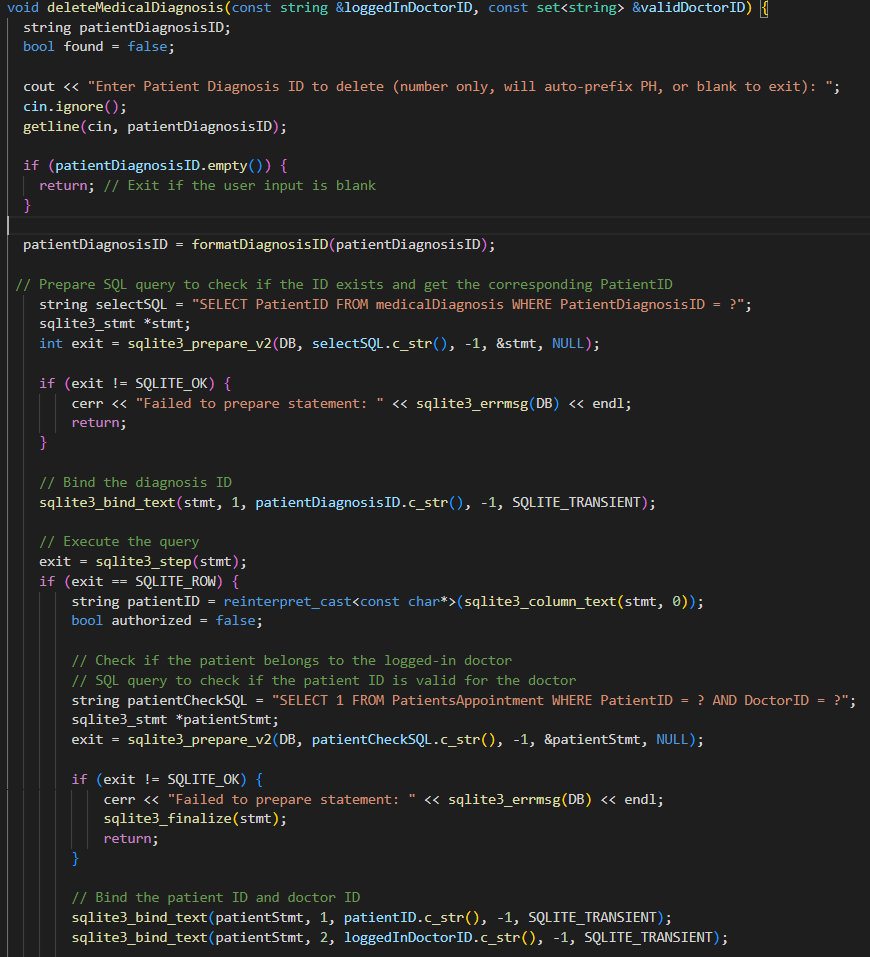 void deleteMedicalDiagnosis(const string &loggedInDoctorID, const set<string> &validDoctorID) {
string patientDiagnosisID;
bool found = false;
cout << "Enter Patient Diagnosis ID to delete (number only, will auto-prefix PH, or blank to exit): ";
cin.ignore();
getline(cin, patientDiagnosisID);
if (patientDiagnosisID.empty()) {
return; // Exit if the user input is blank
}
patientDiagnosisID = formatDiagnosisID(patientDiagnosisID);
// Prepare SQL query to check if the ID exists and get the corresponding PatientID
string selectSQL = "SELECT PatientID FROM medicalDiagnosis WHERE PatientDiagnosisID = ?";
sqlite3_stmt *stmt;
int exit = sqlite3_prepare_v2(DB, selectSQL.c_str(), -1, &stmt, NULL);
if (exit != SQLITE_OK) {
cerr << "Failed to prepare statement: " << sqlite3_errmsg(DB) << endl;
return;
}
// Bind the diagnosis ID
sqlite3_bind_text(stmt, 1, patientDiagnosisID.c_str(), -1, SQLITE_TRANSIENT);
// Execute the query
exit = sqlite3_step(stmt);
if (exit == SQLITE_ROW) {
string patientID = reinterpret_cast<const char*>(sqlite3_column_text(stmt, 0));
bool authorized = false;
// Check if the patient belongs to the logged-in doctor
// SQL query to check if the patient ID is valid for the doctor
string patientCheckSQL = "SELECT 1 FROM PatientsAppointment WHERE PatientID = ? AND DoctorID = ?";
sqlite3_stmt *patientStmt;
exit = sqlite3_prepare_v2(DB, patientCheckSQL.c_str(), -1, &patientStmt, NULL);
if (exit != SQLITE_OK) {
cerr << "Failed to prepare statement: " << sqlite3_errmsg(DB) << endl;
sqlite3_finalize(stmt);
return;
}
// Bind the patient ID and doctor ID
sqlite3_bind_text(patientStmt, 1, patientID.c_str(), -1, SQLITE_TRANSIENT);
sqlite3_bind_text(patientStmt, 2, loggedInDoctorID.c_str(), -1, SQLITE_TRANSIENT);